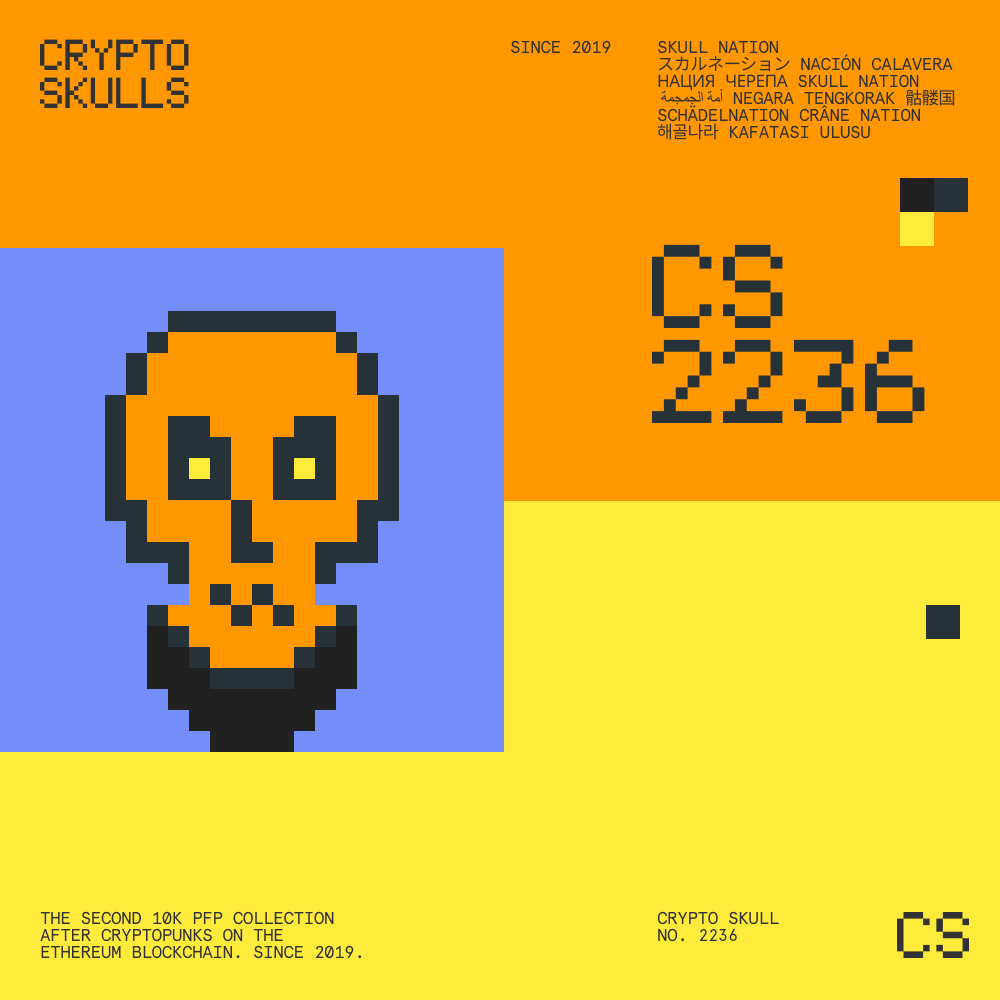 CRYPTO
SKULLS
SINCE 2019
SKULL NATION
スカルネーション NACIÓN CALAVERA
НАЦИЯ ЧЕРЕПА SKULL NATION
أمة الجمجمة NEGARA TENGKORAK 骷髅国
SCHÄDELNATION CRÂNE NATION
해골나라 KAFATASI ULUSU
CS
2236
THE SECOND 10K PFP COLLECTION
AFTER CRYPTOPUNKS ON THE
ETHEREUM BLOCKCHAIN. SINCE 2019.
CRYPTO SKULL
NO. 2236
CS